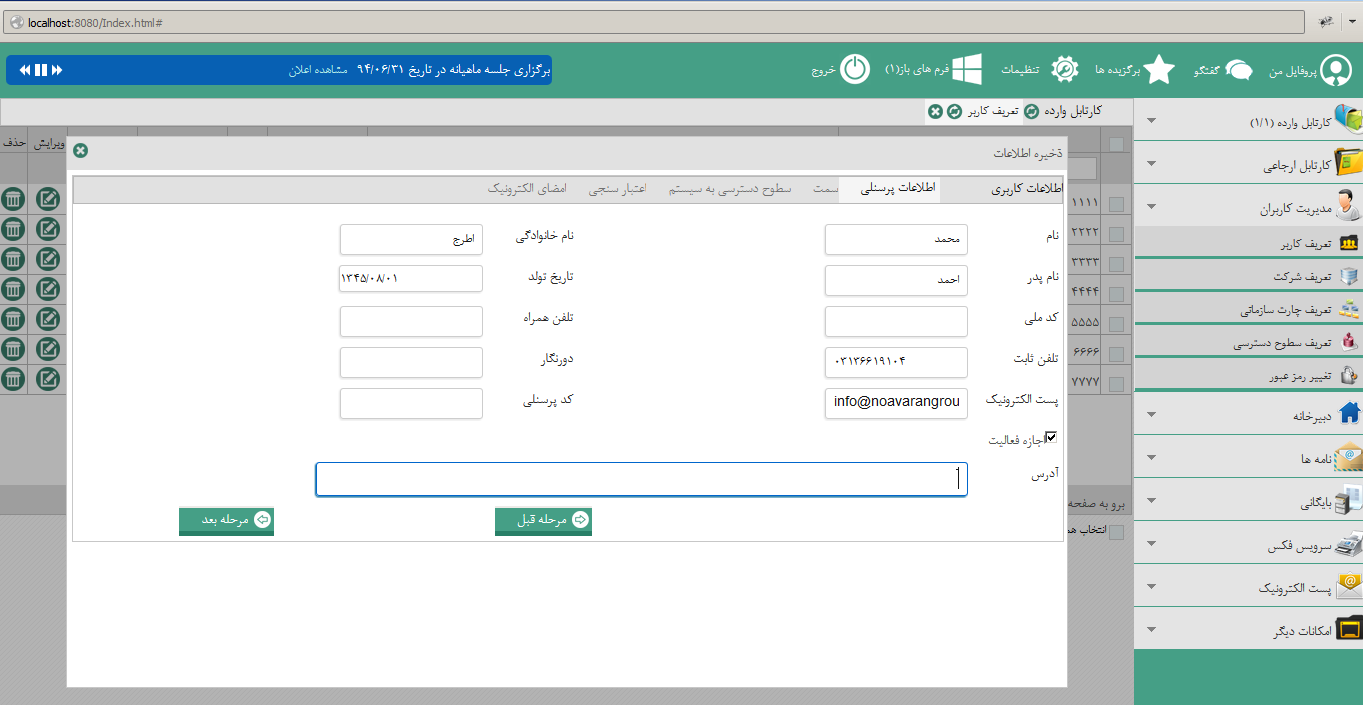 localhost:8080/Index.html#
پروفایل من
گفتگو
برگزیده ها
تنظیمات
فرم های باز(۱)
خروج
برگزاری جلسه ماهیانه در تاریخ ۹۴/۰۶/۳۱ مشاهده اعلان
کارتابل وارده (۱/۱)
کارتابل ارجاعی
مدیریت کاربران
تعریف کاربر
تعریف شرکت
تعریف چارت سازمانی
تعریف سطوح دسترسی
تغییر رمز عبور
دبیرخانه
نامه ها
بایگانی
سرویس فکس
پست الکترونیک
امکانات دیگر
کارتابل وارده
تعریف کاربر
ویرایش
حذف
۱۱۱۱
۲۲۲۲
۳۳۳۳
۴۴۴۴
۵۵۵۵
۶۶۶۶
۷۷۷۷
برو به صفحه
انتخاب هم
ذخیره اطلاعات
اطلاعات کاربری
اطلاعات پرسنلی
سمت
سطوح دسترسی به سیستم
اعتبار سنجی
امضای الکترونیک
نام محمد
نام خانوادگی اطرج
نام پدر احمد
تاریخ تولد ۱۳۴۵/۰۸/۰۱
کد ملی
تلفن همراه
تلفن ثابت ۰۳۱۳۶۶۱۹۱۰۴
دورنگار
پست الکترونیک info@noavarangrou
کد پرسنلی
اجازه فعالیت
آدرس
مرحله قبل
مرحله بعد